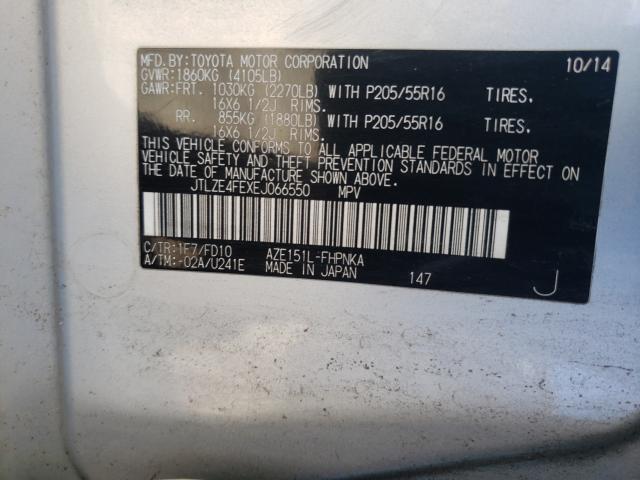 MFD.BY:TOYOTA MOTOR CORPORATION 10/14
GVWR:1860KG (4105LB)
GAWR:FRT. 1030KG (2270LB) WITH P205/55R16 TIRES.
16X6 1/2J RIMS.
RR. 855KG (1880LB) WITH P205/55R16 TIRES.
16X6 1/2J RIMS.
THIS VEHICLE CONFORMS TO ALL APPLICABLE FEDERAL MOTOR
VEHICLE SAFETY AND THEFT PREVENTION STANDARDS IN EFFECT ON
THE DATE OF MANUFACTURE SHOWN ABOVE.
JTLZE4FEXEJ066550 MPV
C/TR:1F7/FD10 AZE151L-FHPNKA
A/TM:-02A/U241E MADE IN JAPAN 147 J